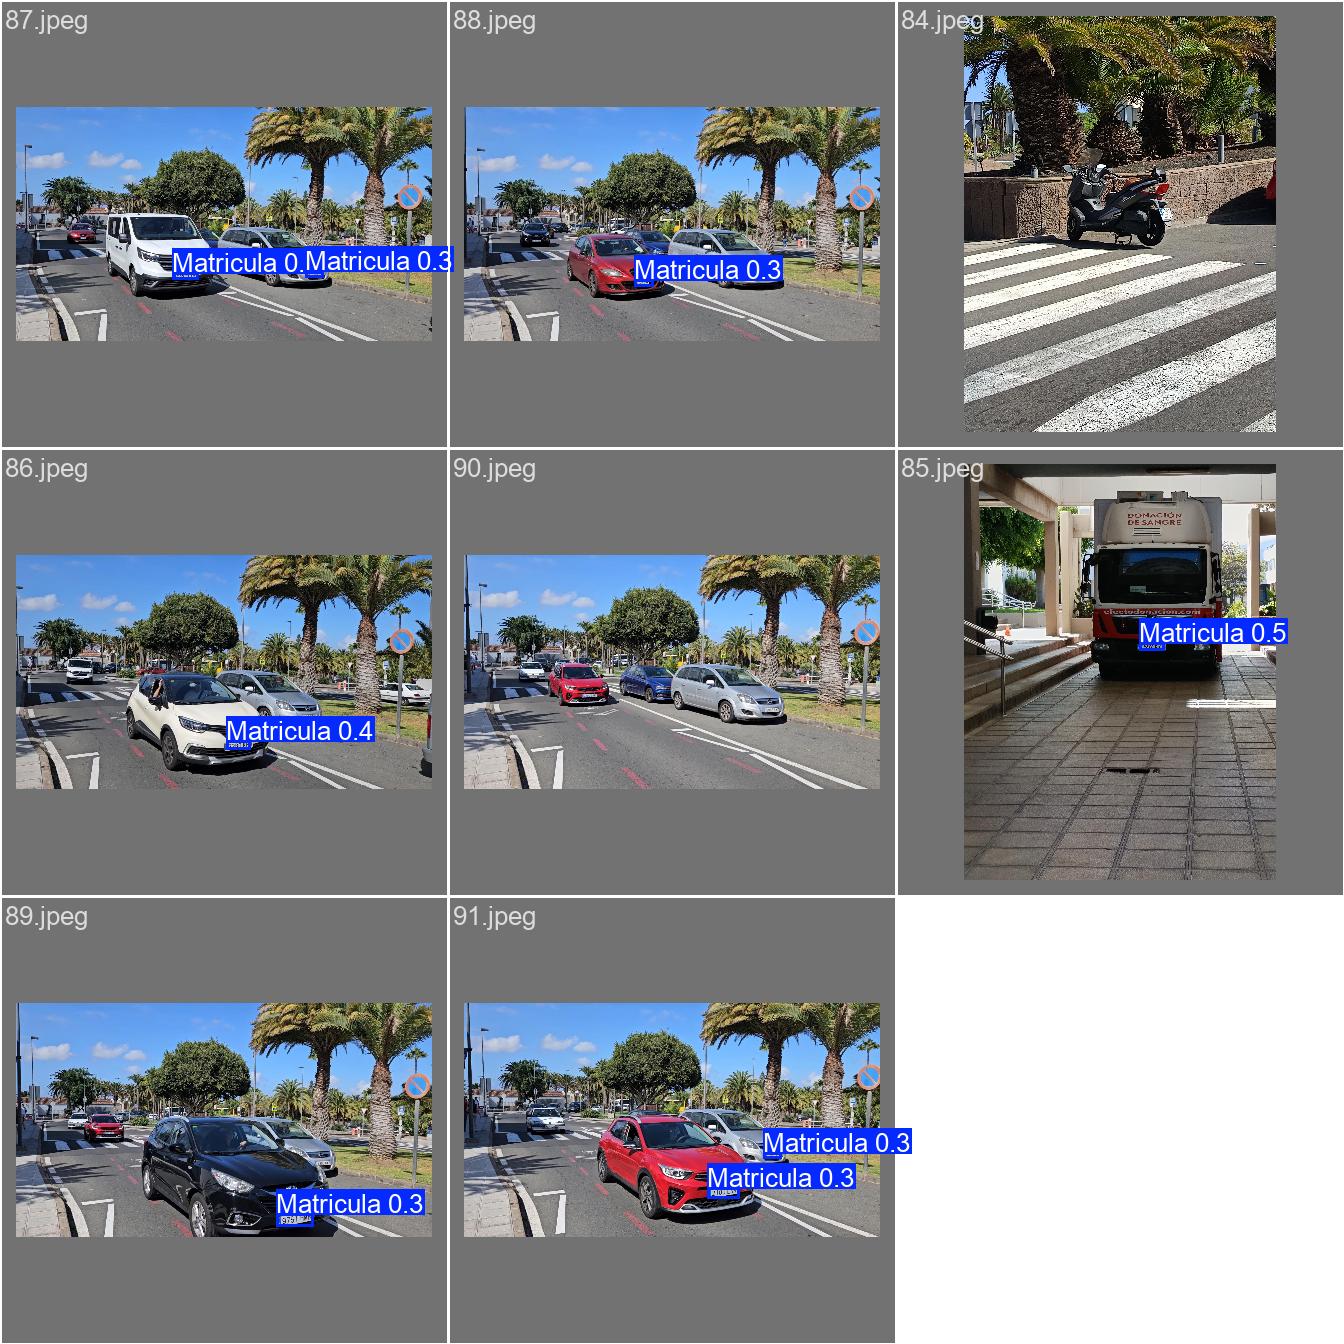 87.jpeg
88.jpeg
84.jpeg
Matricula 0.
Matricula 0.3
Matricula 0.3
86.jpeg
90.jpeg
85.jpeg
DONACIÓN
DE SANGRE
efectodonacion.com
Matricula 0.5
Matricula 0.4
89.jpeg
91.jpeg
Matricula 0.3
Matricula 0.3
Matricula 0.3